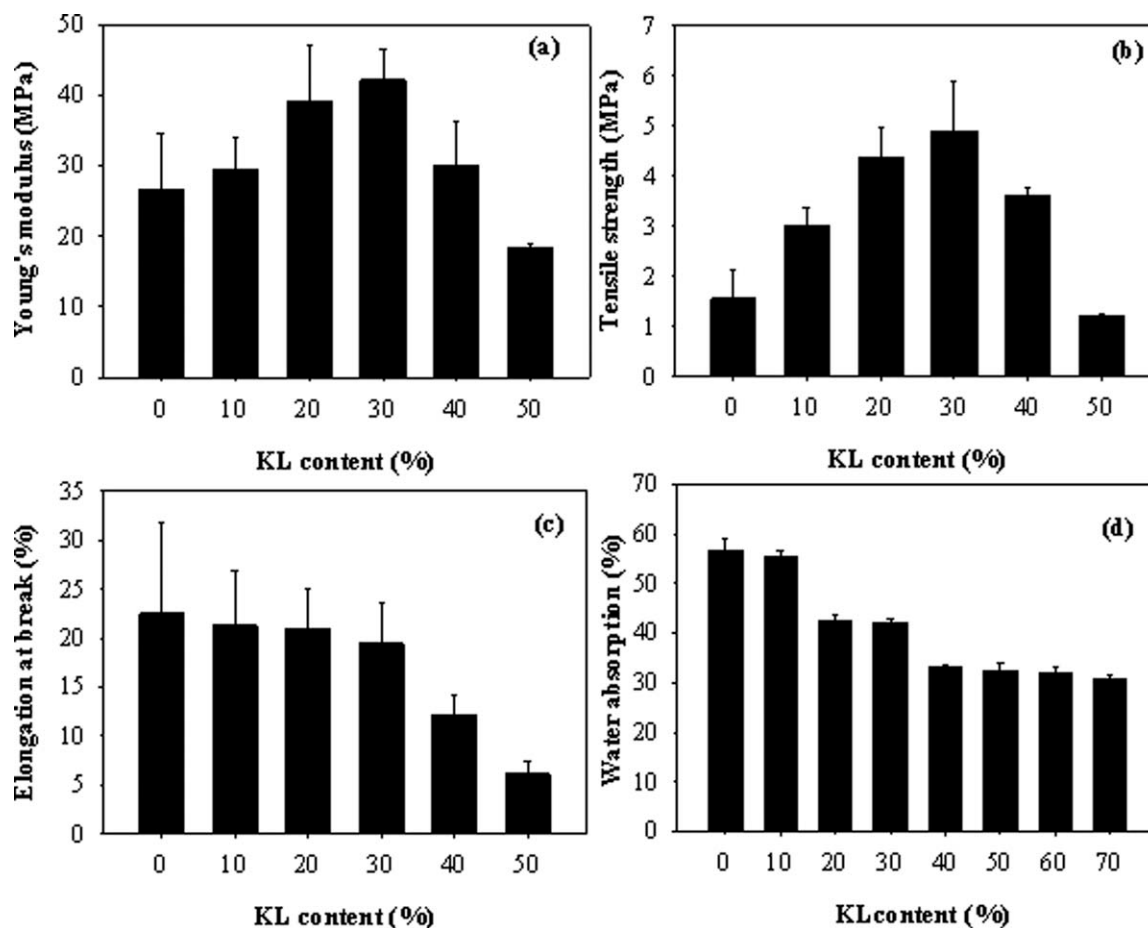 (a)
Young's modulus (MPa)
50
40
30
20
10
0
0 10 20 30 40 50
KL content (%)
(b)
Tensile strength (MPa)
7
6
5
4
3
2
1
0
0 10 20 30 40 50
KL content (%)
(c)
Elongation at break (%)
35
30
25
20
15
10
5
0
0 10 20 30 40 50
KL content (%)
(d)
Water absorption (%)
70
60
50
40
30
20
10
0
0 10 20 30 40 50 60 70
KLcontent (%)